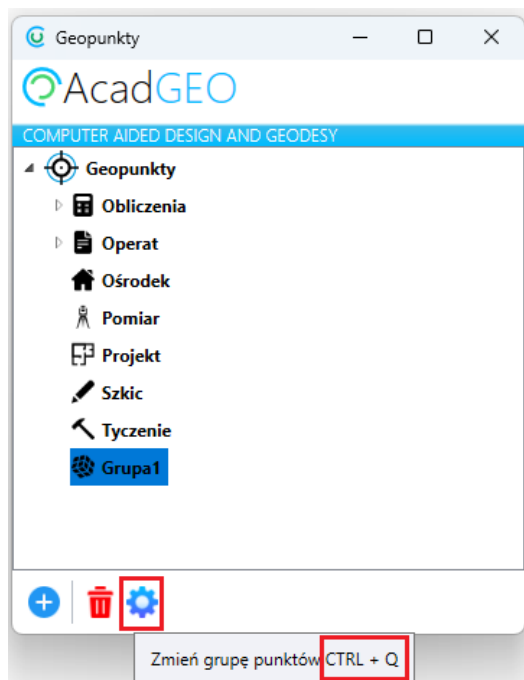 Geopunkty
AcadGEO
COMPUTER AIDED DESIGN AND GEODESY
Geopunkty
Obliczenia
Operat
Ośrodek
Pomiar
Projekt
Szkic
Tyczenie
Grupa1
Zmień grupę punktów CTRL + Q